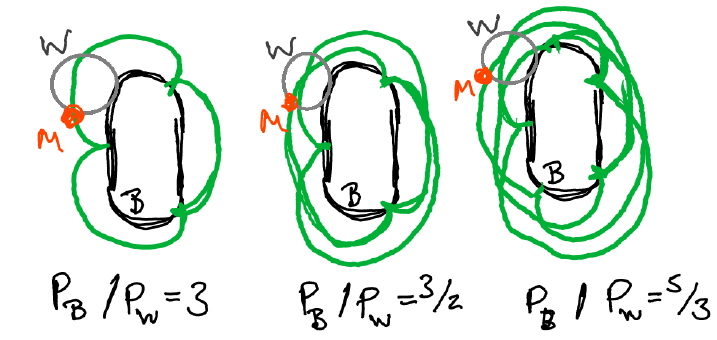 W
M
B
P_B / P_W = 3
W
M
B
P_B / P_W = 3/2
W
M
B
P_B / P_W = 5/3